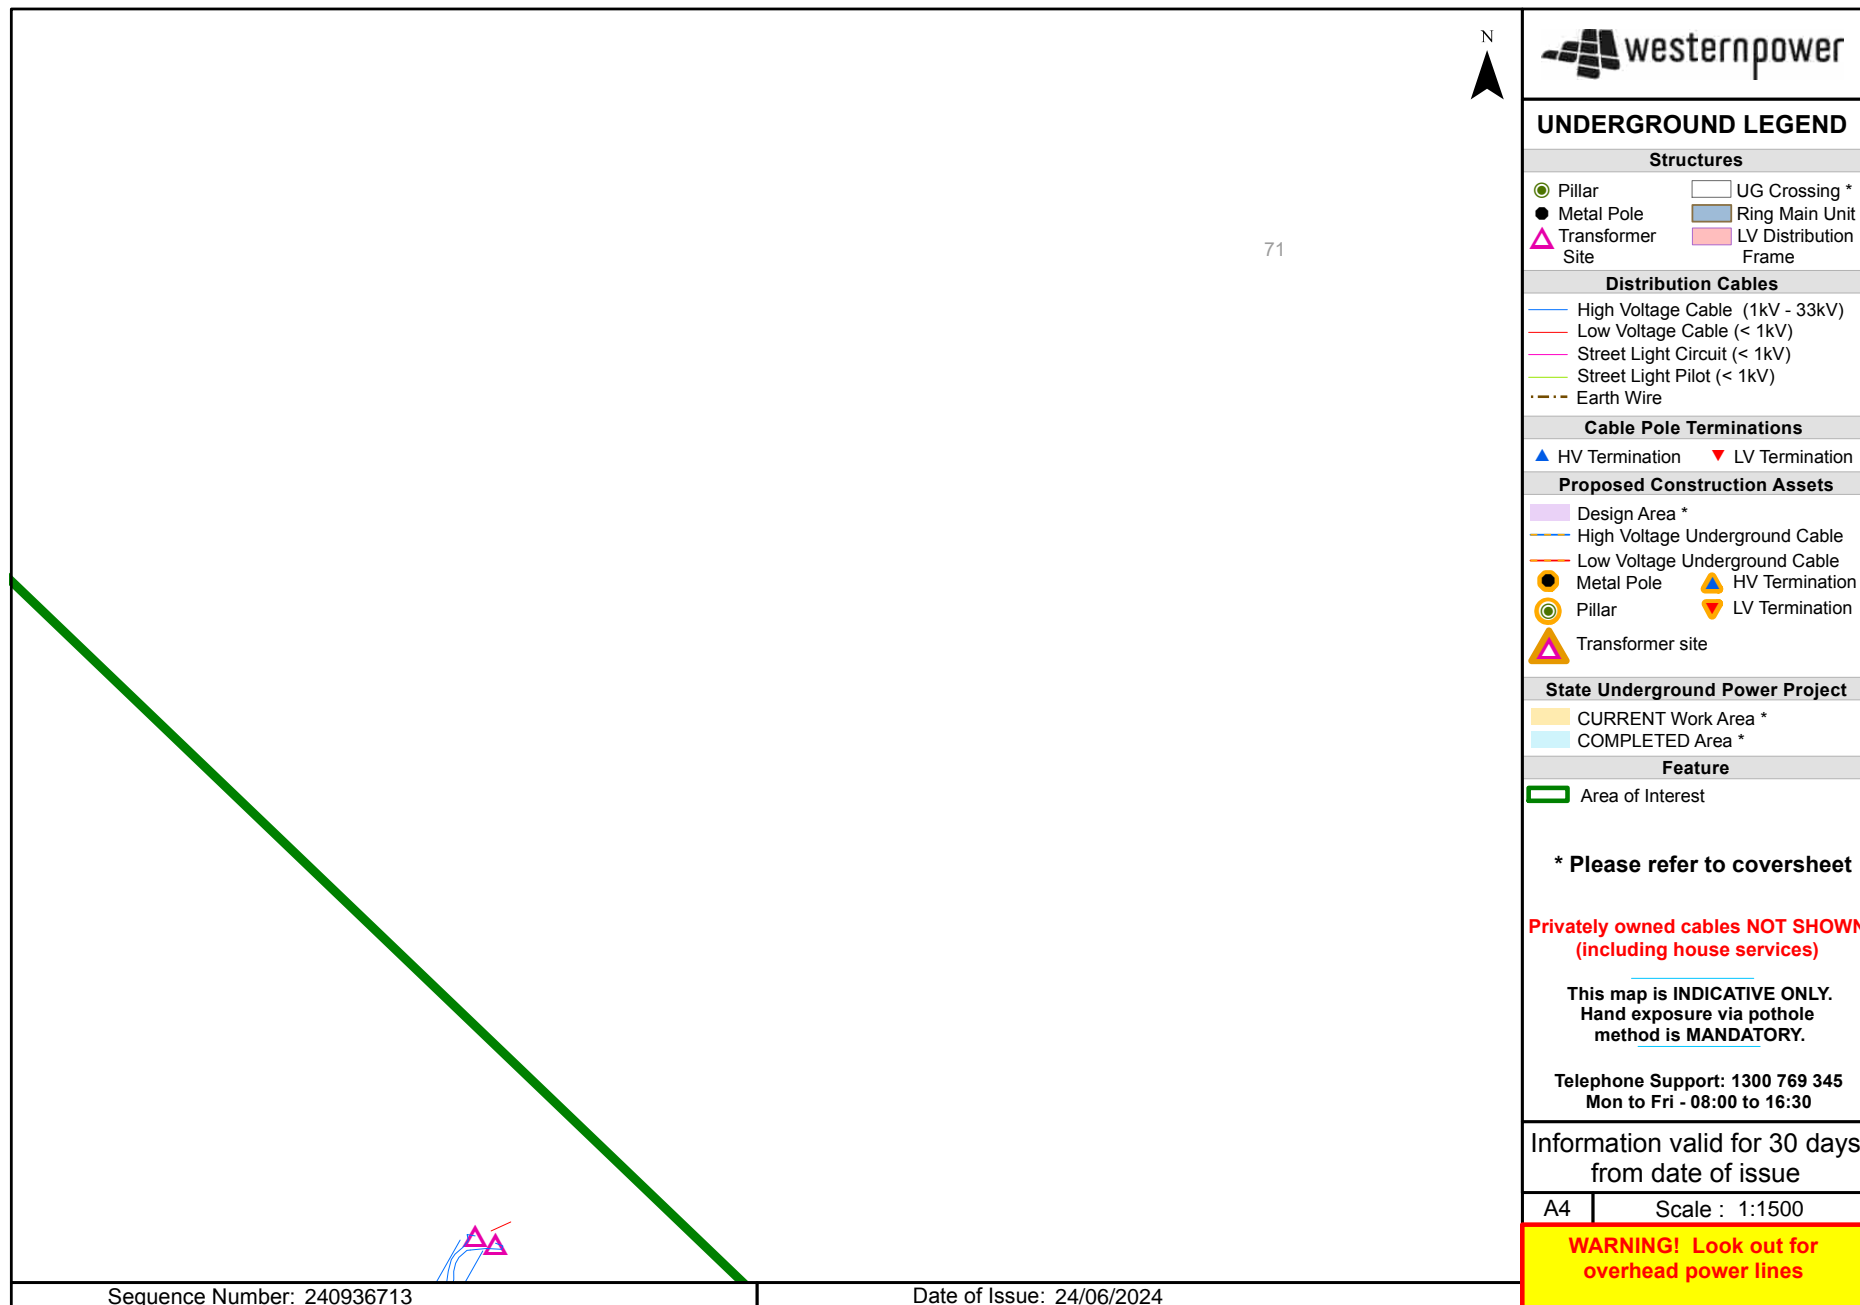 N
westernpower
71
UNDERGROUND LEGEND
Structures
Pillar
UG Crossing *
Metal Pole
Ring Main Unit
Transformer Site
LV Distribution Frame
Distribution Cables
High Voltage Cable (1kV - 33kV)
Low Voltage Cable (< 1kV)
Street Light Circuit (< 1kV)
Street Light Pilot (< 1kV)
Earth Wire
Cable Pole Terminations
HV Termination
LV Termination
Proposed Construction Assets
Design Area *
High Voltage Underground Cable
Low Voltage Underground Cable
Metal Pole
HV Termination
Pillar
LV Termination
Transformer site
State Underground Power Project
CURRENT Work Area *
COMPLETED Area *
Feature
Area of Interest
* Please refer to coversheet
Privately owned cables NOT SHOWN
(including house services)
This map is INDICATIVE ONLY.
Hand exposure via pothole
method is MANDATORY.
Telephone Support: 1300 769 345
Mon to Fri - 08:00 to 16:30
Information valid for 30 days
from date of issue
A4
Scale : 1:1500
WARNING! Look out for
overhead power lines
Sequence Number: 240936713
Date of Issue: 24/06/2024